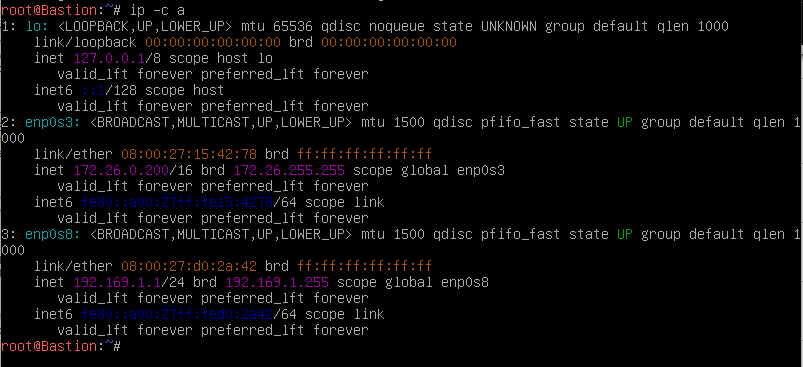 root@Bastion:~# ip -c a
1: lo: <LOOPBACK,UP,LOWER_UP> mtu 65536 qdisc noqueue state UNKNOWN group default qlen 1000
    link/loopback 00:00:00:00:00:00 brd 00:00:00:00:00:00
    inet 127.0.0.1/8 scope host lo
       valid_lft forever preferred_lft forever
    inet6 ::1/128 scope host
       valid_lft forever preferred_lft forever
2: enp0s3: <BROADCAST,MULTICAST,UP,LOWER_UP> mtu 1500 qdisc pfifo_fast state UP group default qlen 1
000
    link/ether 08:00:27:15:42:78 brd ff:ff:ff:ff:ff:ff
    inet 172.26.0.200/16 brd 172.26.255.255 scope global enp0s3
       valid_lft forever preferred_lft forever
    inet6 fe80::a00:27ff:fe15:4278/64 scope link
       valid_lft forever preferred_lft forever
3: enp0s8: <BROADCAST,MULTICAST,UP,LOWER_UP> mtu 1500 qdisc pfifo_fast state UP group default qlen 1
000
    link/ether 08:00:27:d0:2a:42 brd ff:ff:ff:ff:ff:ff
    inet 192.169.1.1/24 brd 192.169.1.255 scope global enp0s8
       valid_lft forever preferred_lft forever
    inet6 fe80::a00:27ff:fed0:2a42/64 scope link
       valid_lft forever preferred_lft forever
root@Bastion:~#